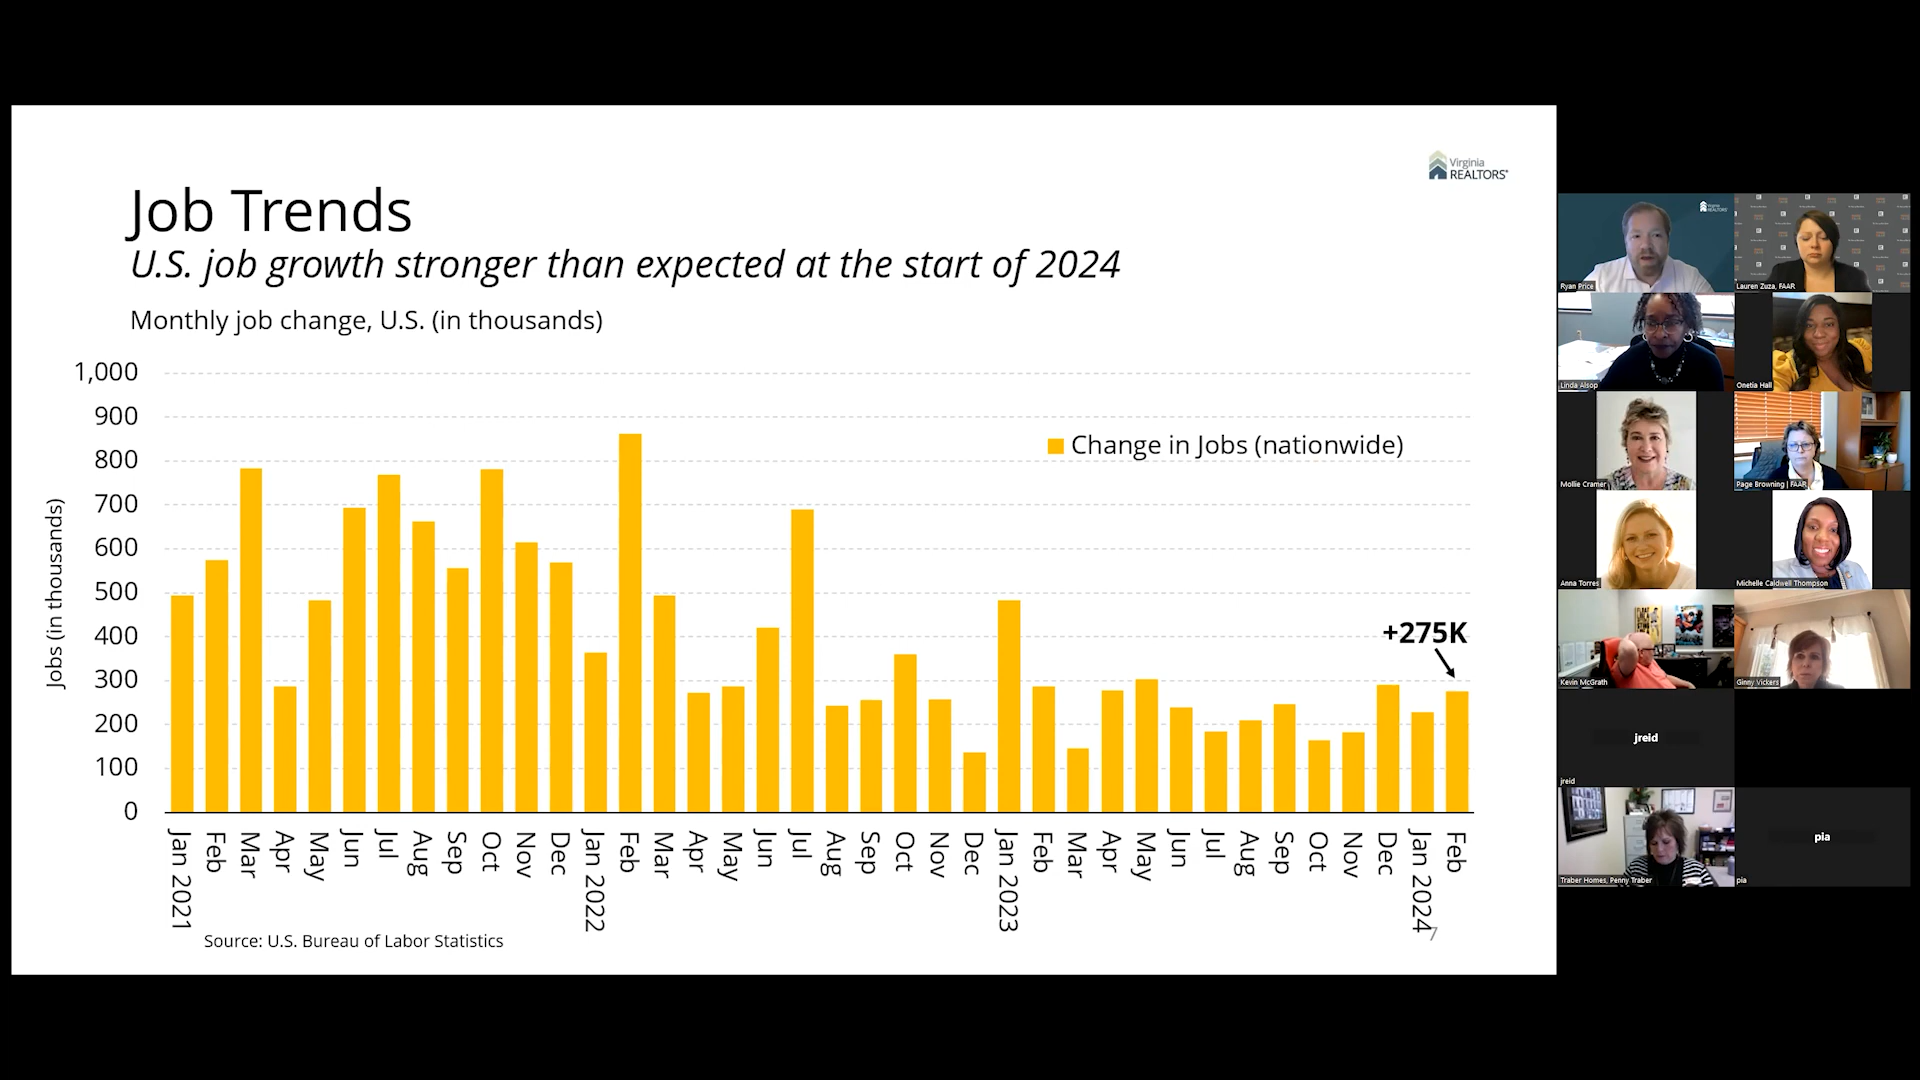 Virginia
REALTORS®
Job Trends
U.S. job growth stronger than expected at the start of 2024
Monthly job change, U.S. (in thousands)
1,000
900
800
700
600
500
400
300
200
100
0
Jobs (in thousands)
Change in Jobs (nationwide)
+275K
Jan 2021
Feb
Mar
Apr
May
Jun
Jul
Aug
Sep
Oct
Nov
Dec
Jan 2022
Feb
Mar
Apr
May
Jun
Jul
Aug
Sep
Oct
Nov
Dec
Jan 2023
Feb
Mar
Apr
May
Jun
Jul
Aug
Sep
Oct
Nov
Dec
Jan 2024
Feb
7
Source: U.S. Bureau of Labor Statistics
Ryan Price
Lauren Zuza, FAAR
Linda Alsop
Onetia Hall
Mollie Cramer
Page Browning | FAAR
Anna Torres
Michelle Caldwell Thompson
Kevin McGrath
Ginny Vickers
jreid
jreid
Traber Homes, Penny Traber
pia
pia